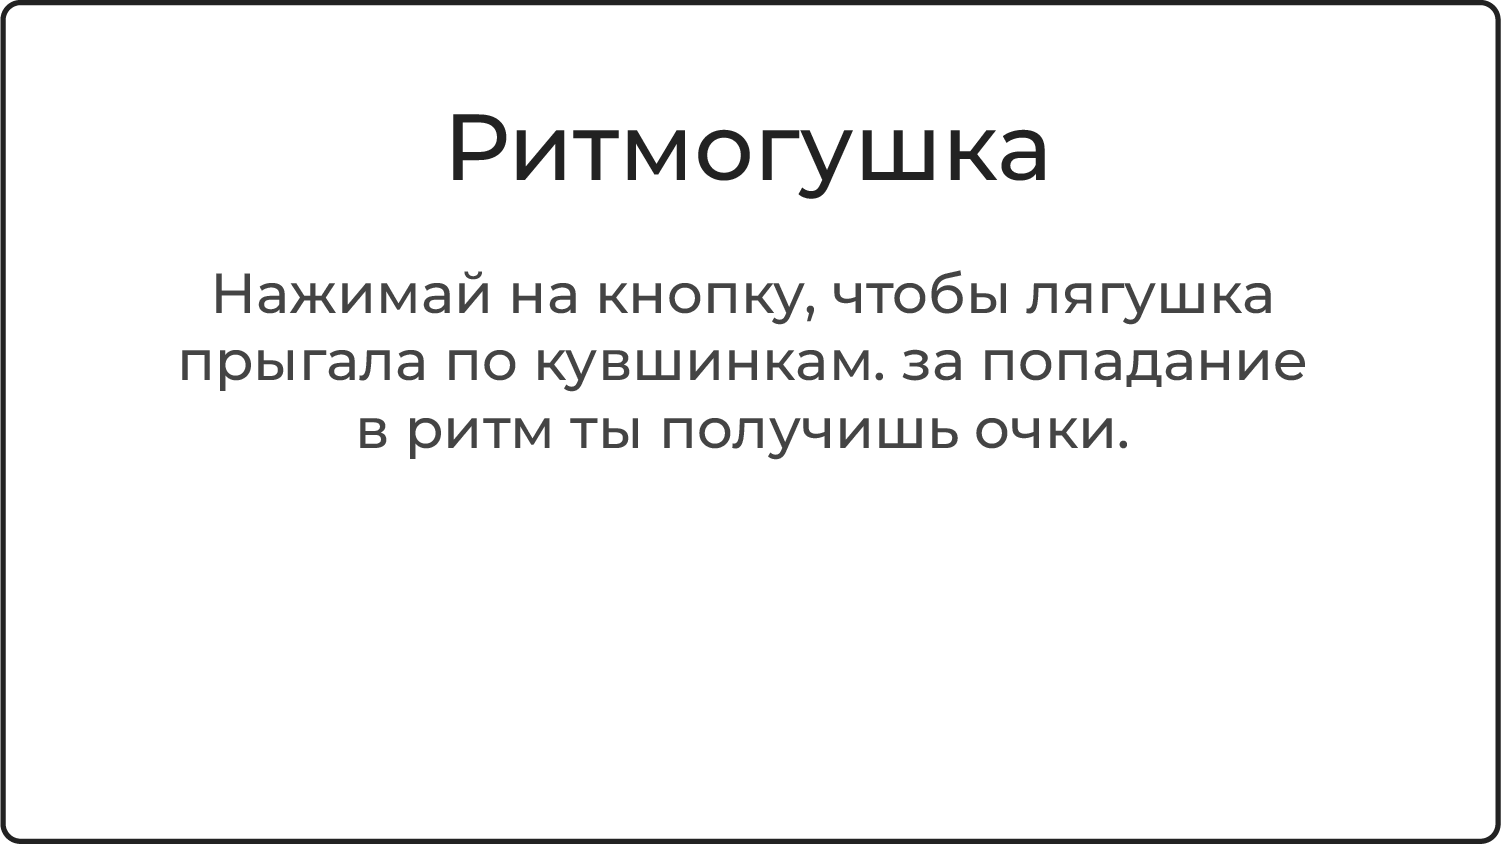 Ритмогушка
Нажимай на кнопку, чтобы лягушка
прыгала по кувшинкам. за попадание
в ритм ты получишь очки.